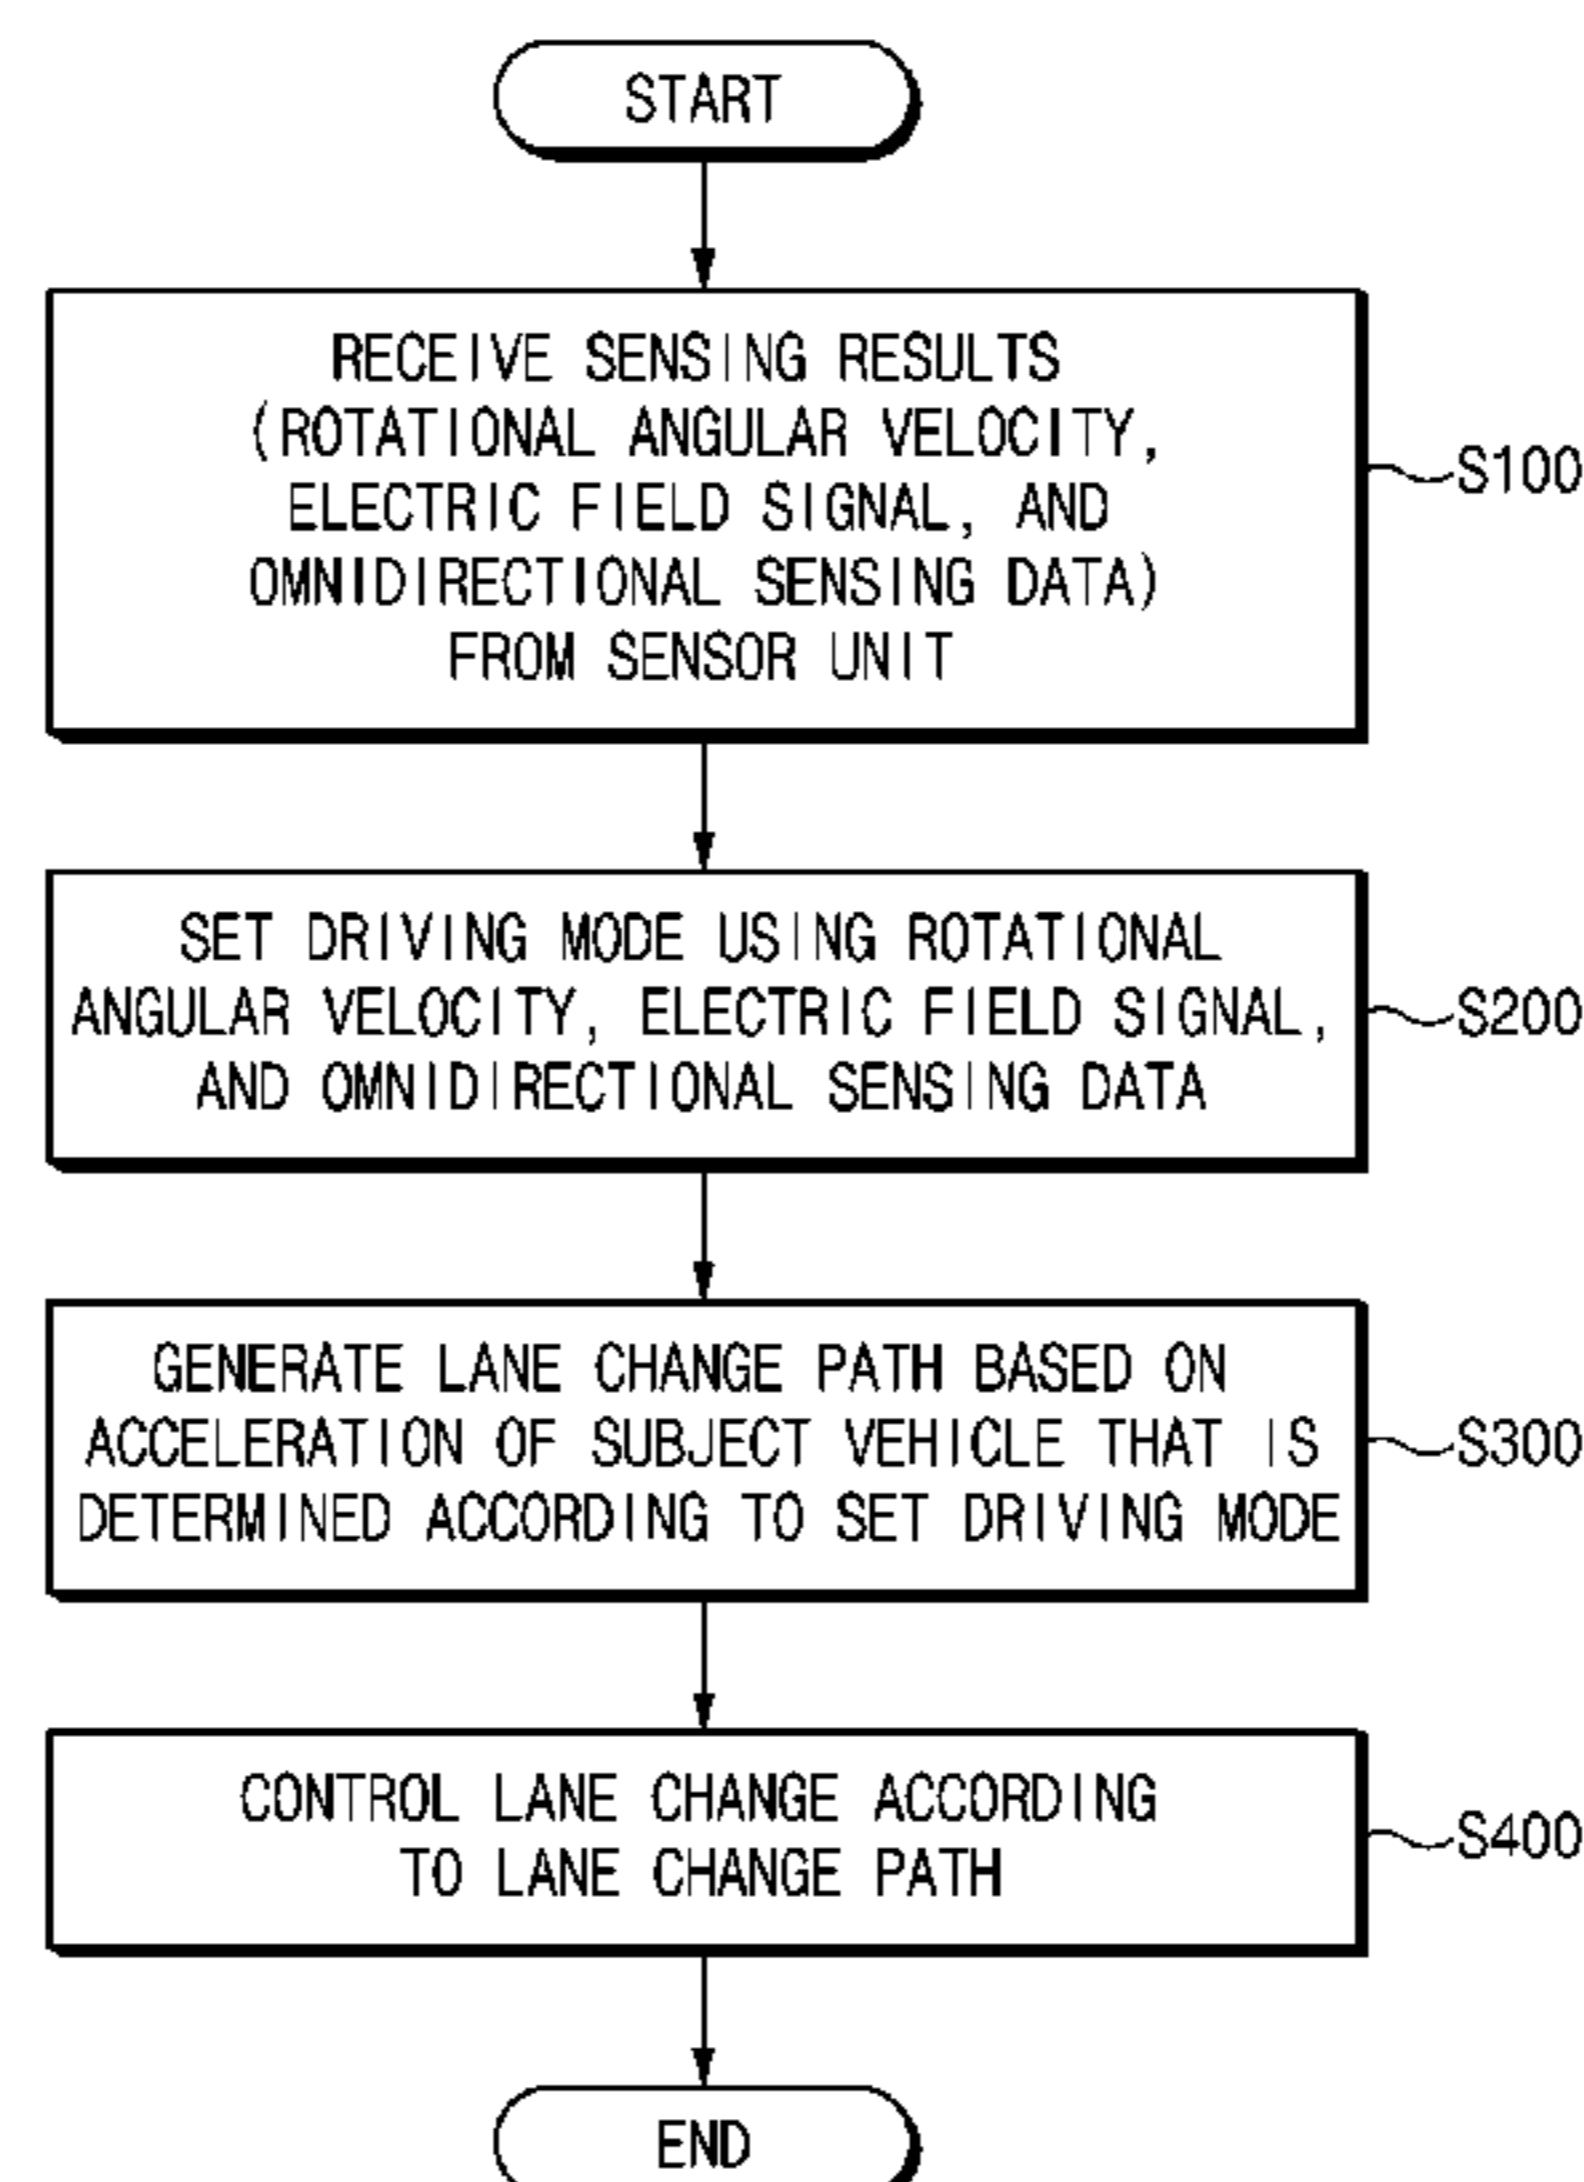 START
RECEIVE SENSING RESULTS
(ROTATIONAL ANGULAR VELOCITY,
ELECTRIC FIELD SIGNAL, AND
OMNIDIRECTIONAL SENSING DATA)
FROM SENSOR UNIT
S100
SET DRIVING MODE USING ROTATIONAL
ANGULAR VELOCITY, ELECTRIC FIELD SIGNAL,
AND OMNIDIRECTIONAL SENSING DATA
S200
GENERATE LANE CHANGE PATH BASED ON
ACCELERATION OF SUBJECT VEHICLE THAT IS
DETERMINED ACCORDING TO SET DRIVING MODE
S300
CONTROL LANE CHANGE ACCORDING
TO LANE CHANGE PATH
S400
END